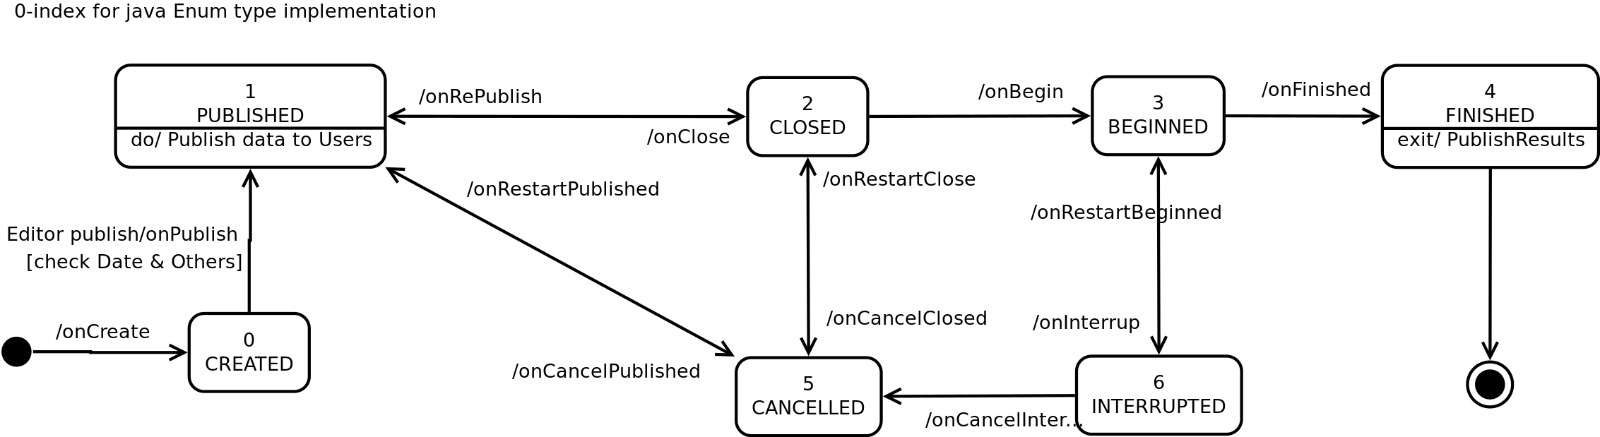 0-index for java Enum type implementation
1
PUBLISHED
do/ Publish data to Users
/onRePublish
/onClose
2
CLOSED
/onBegin
3
BEGINNED
/onFinished
4
FINISHED
exit/ PublishResults
/onRestartPublished
/onRestartClose
/onRestartBeginned
Editor publish/onPublish
[check Date & Others]
/onCreate
0
CREATED
/onCancelClosed
/onInterrup
/onCancelPublished
5
CANCELLED
6
INTERRUPTED
/onCancelInter...